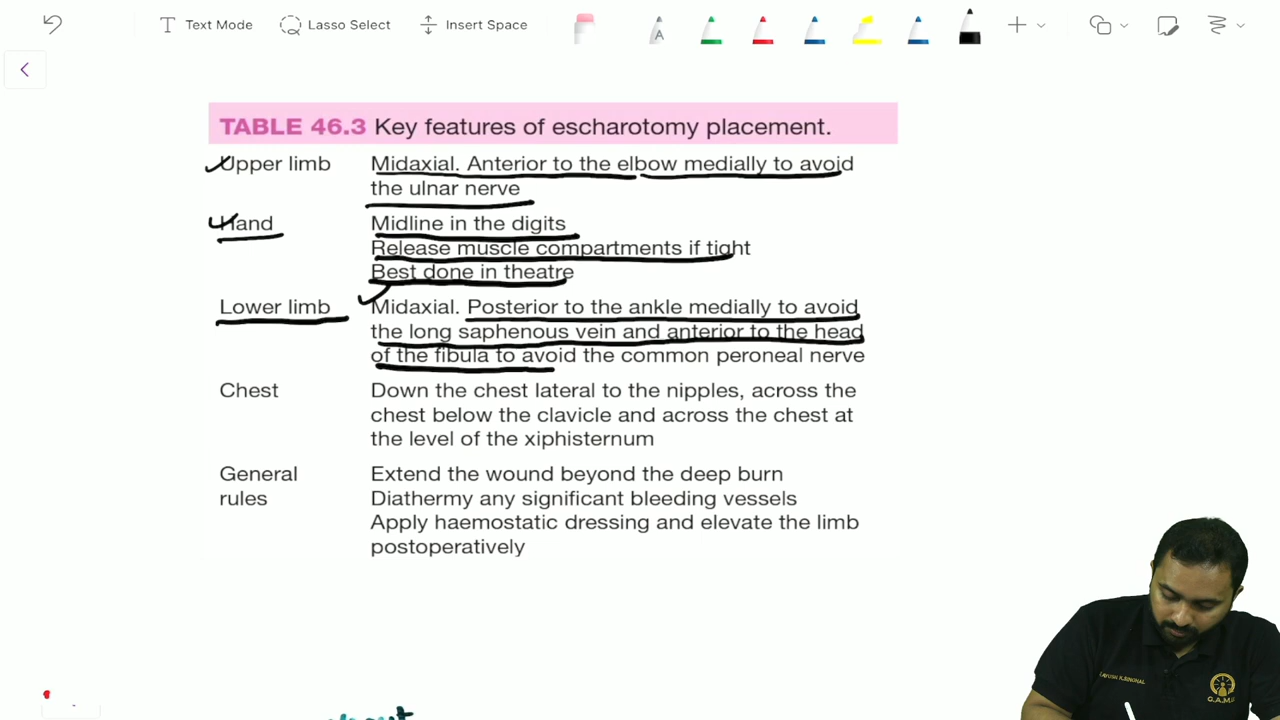 Text Mode
Lasso Select
Insert Space
A
TABLE 46.3 Key features of escharotomy placement.
Upper limb Midaxial. Anterior to the elbow medially to avoid
the ulnar nerve
Hand Midline in the digits
Release muscle compartments if tight
Best done in theatre
Lower limb Midaxial. Posterior to the ankle medially to avoid
the long saphenous vein and anterior to the head
of the fibula to avoid the common peroneal nerve
Chest Down the chest lateral to the nipples, across the
chest below the clavicle and across the chest at
the level of the xiphisternum
General Extend the wound beyond the deep burn
rules Diathermy any significant bleeding vessels
Apply haemostatic dressing and elevate the limb
postoperatively